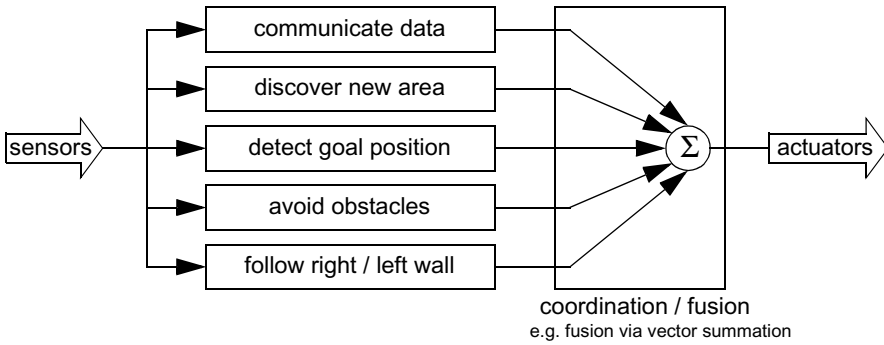 communicate data
discover new area
sensors
detect goal position
Σ
actuators
avoid obstacles
follow right / left wall
coordination / fusion
e.g. fusion via vector summation